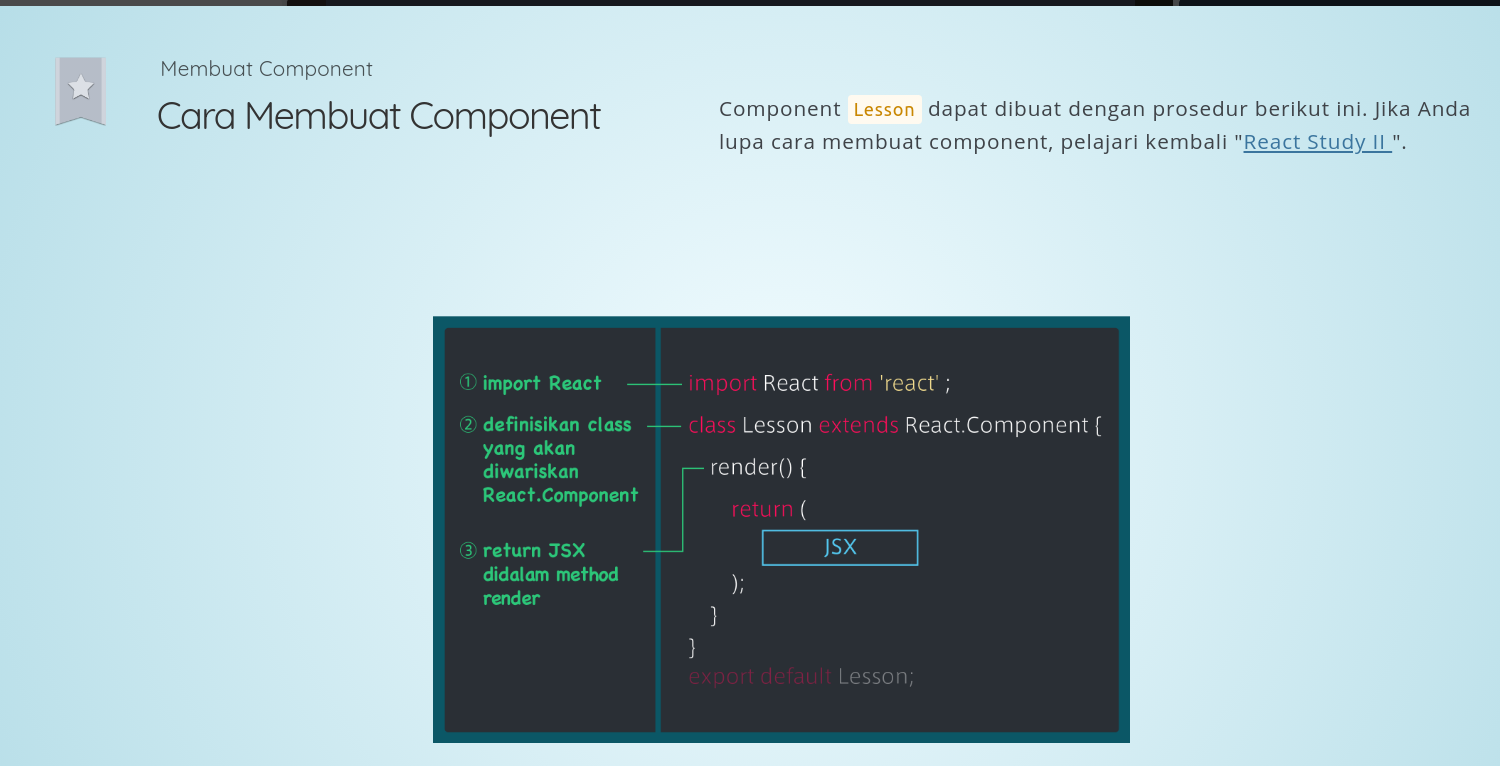 Membuat Component
Cara Membuat Component
Component Lesson dapat dibuat dengan prosedur berikut ini. Jika Anda
lupa cara membuat component, pelajari kembali "React Study II ".
① import React
② definisikan class
yang akan
diwariskan
React.Component
③ return JSX
didalam method
render
import React from 'react' ;
class Lesson extends React.Component {
render() {
return (
JSX
);
}
}
export default Lesson;